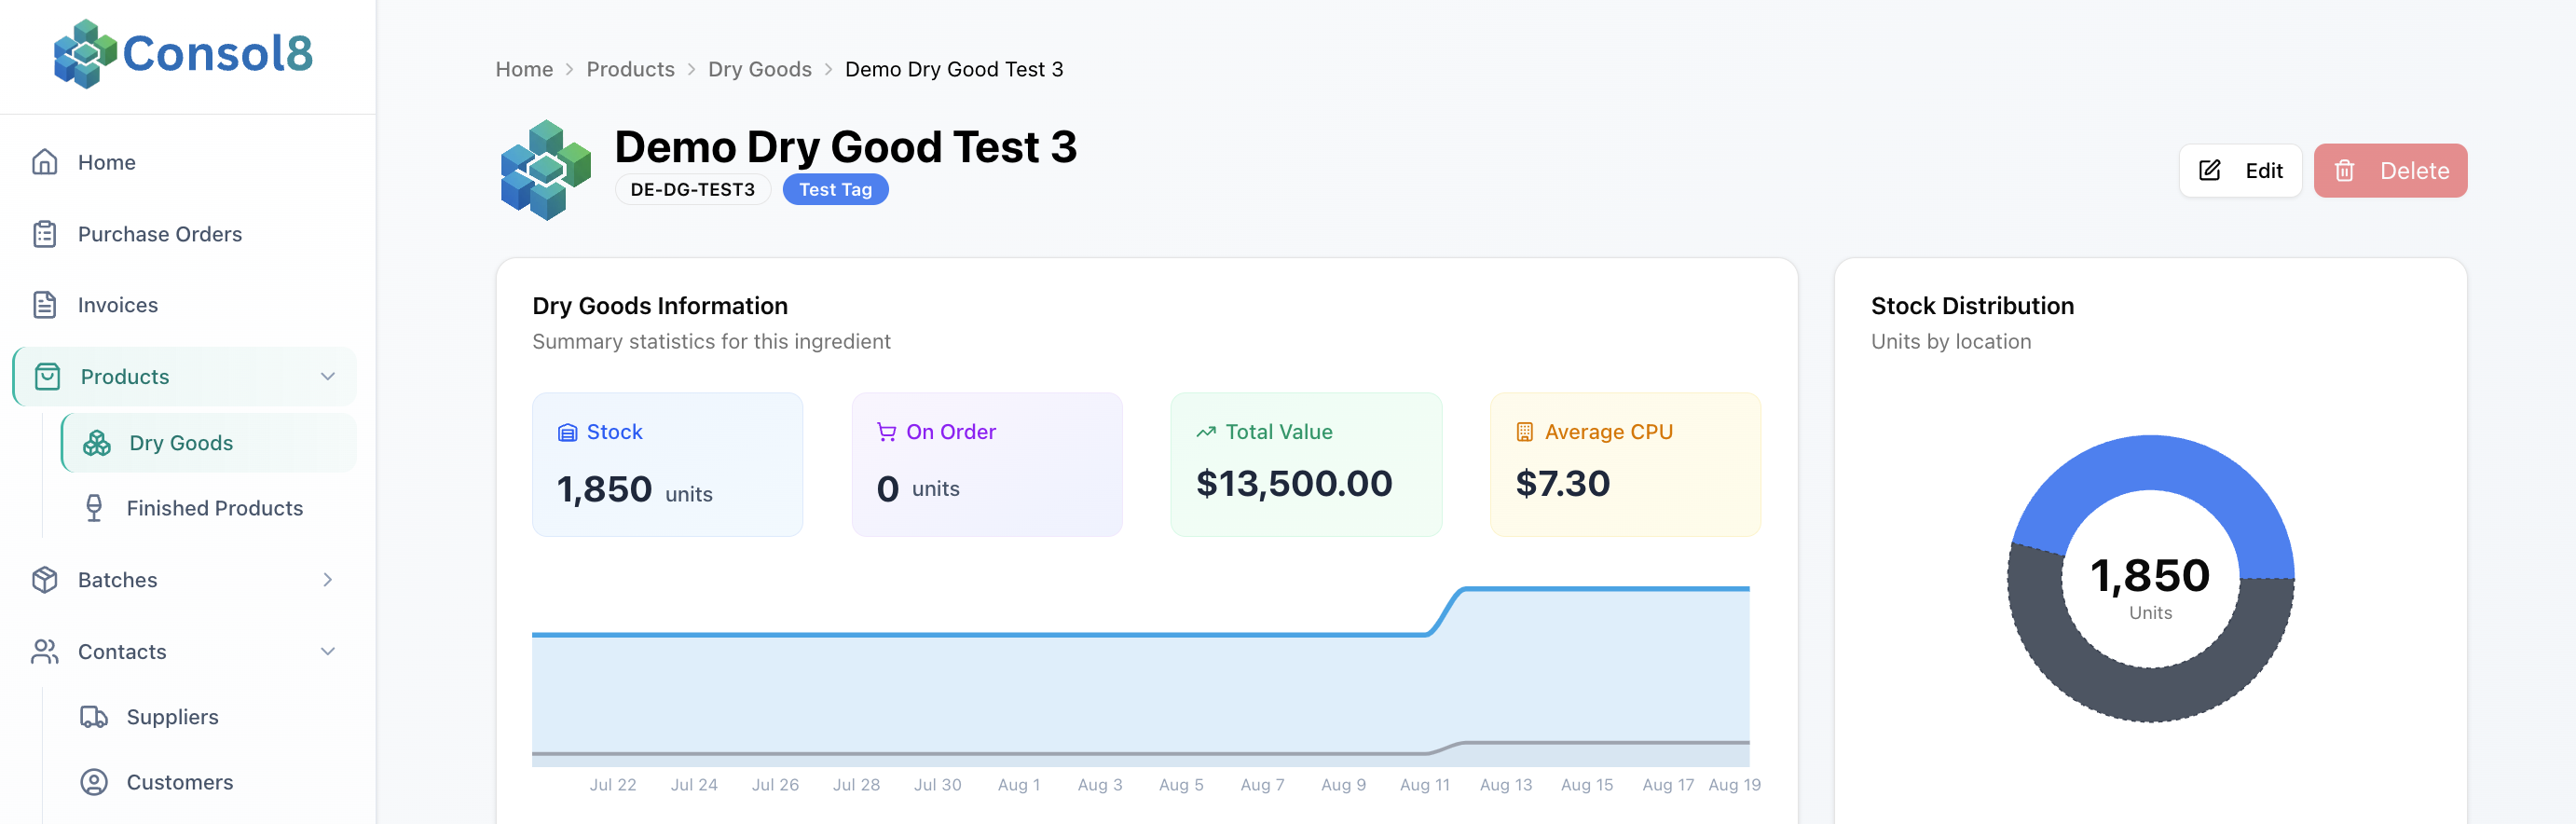 Consol8
Home
Purchase Orders
Invoices
Products
Dry Goods
Finished Products
Batches
Contacts
Suppliers
Customers
Home > Products > Dry Goods > Demo Dry Good Test 3
Demo Dry Good Test 3
DE-DG-TEST3 Test Tag
Edit Delete
Dry Goods Information
Summary statistics for this ingredient
Stock
1,850 units
On Order
0 units
Total Value
$13,500.00
Average CPU
$7.30
Jul 22 Jul 24 Jul 26 Jul 28 Jul 30 Aug 1 Aug 3 Aug 5 Aug 7 Aug 9 Aug 11 Aug 13 Aug 15 Aug 17 Aug 19
Stock Distribution
Units by location
1,850
Units